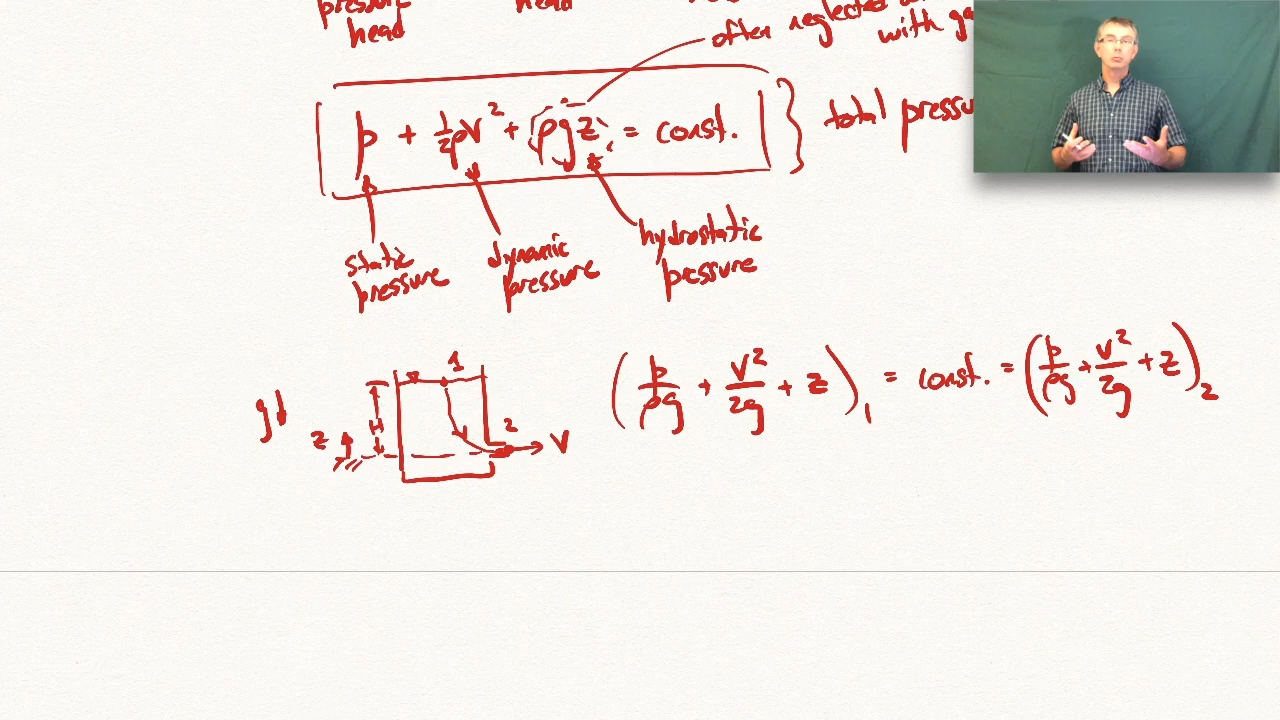 pressure head
head
often neglected
with
p + ½ρV² + ρgz = const. } total
static pressure
dynamic pressure
hydrostatic pressure
g
z
H
1
2
V
(p/ρg + V²/2g + z)₁ = const. = (p/ρg + V²/2g + z)₂